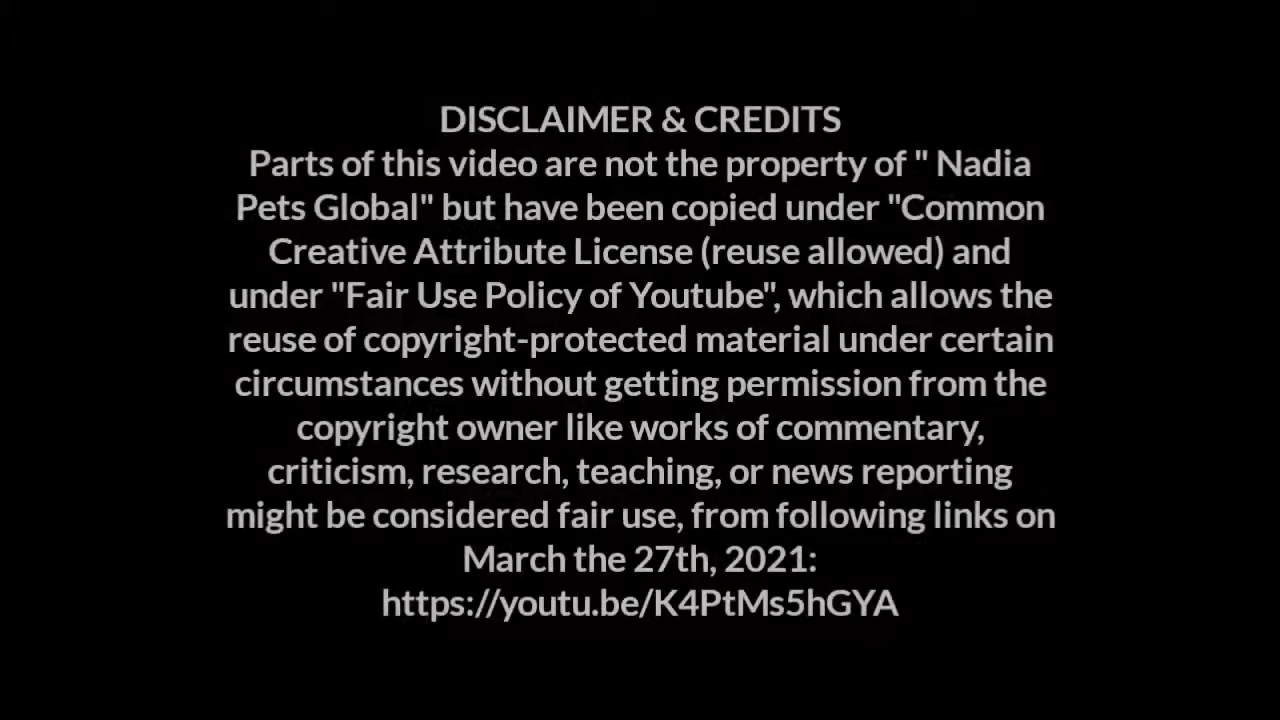 DISCLAIMER & CREDITS
Parts of this video are not the property of " Nadia
Pets Global" but have been copied under "Common
Creative Attribute License (reuse allowed) and
under "Fair Use Policy of Youtube", which allows the
reuse of copyright-protected material under certain
circumstances without getting permission from the
copyright owner like works of commentary,
criticism, research, teaching, or news reporting
might be considered fair use, from following links on
March the 27th, 2021:
https://youtu.be/K4PtMs5hGYA